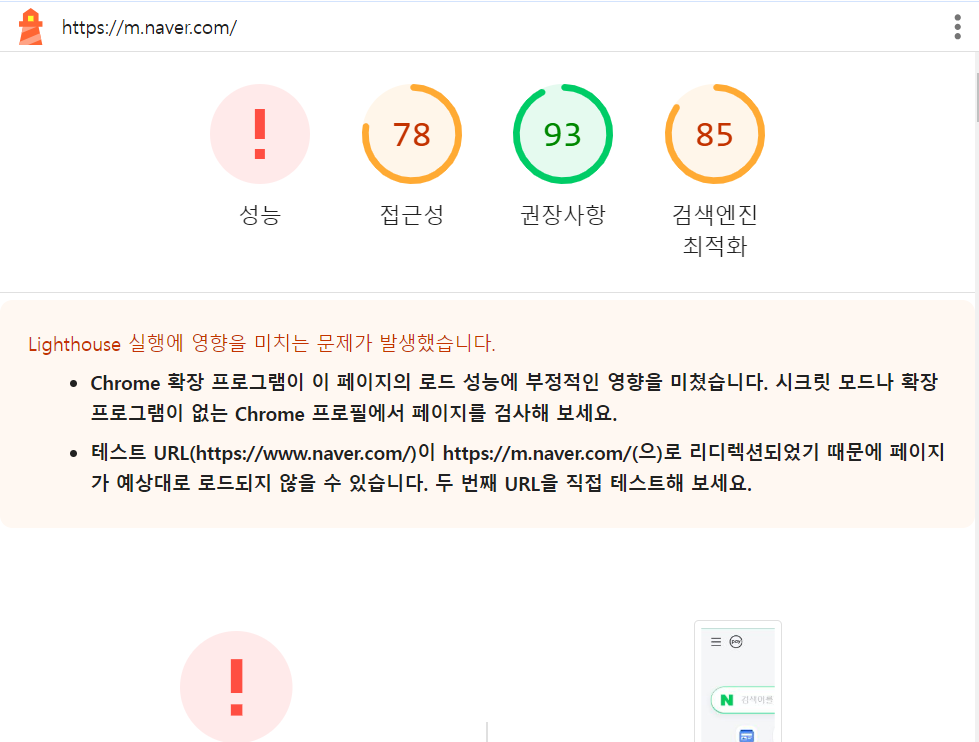 https://m.naver.com/
!
78
93
85
성능
접근성
권장사항
검색엔진
최적화
Lighthouse 실행에 영향을 미치는 문제가 발생했습니다.
• Chrome 확장 프로그램이 이 페이지의 로드 성능에 부정적인 영향을 미쳤습니다. 시크릿 모드나 확장
프로그램이 없는 Chrome 프로필에서 페이지를 검사해 보세요.
• 테스트 URL(https://www.naver.com/)이 https://m.naver.com/(으)로 리디렉션되었기 때문에 페이지
가 예상대로 로드되지 않을 수 있습니다. 두 번째 URL을 직접 테스트해 보세요.
!
pay
N 검색어를